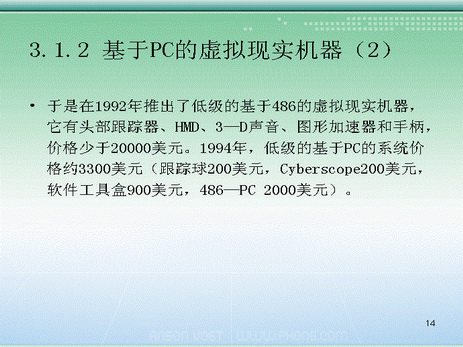 3.1.2 基于PC的虚拟现实机器（2）
• 于是在1992年推出了低级的基于486的虚拟现实机器，
它有头部跟踪器、HMD、3—D声音、图形加速器和手柄，
价格少于20000美元。1994年，低级的基于PC的系统价
格约3300美元（跟踪球200美元，Cyberscope200美元，
软件工具盒900美元，486—PC 2000美元）。
14